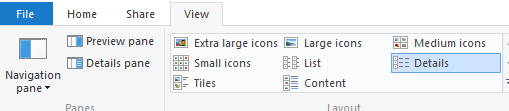 File Home Share View
Preview pane
Details pane
Navigation
pane
Extra large icons Large icons Medium icons
Small icons List Details
Tiles Content
Panes Layout